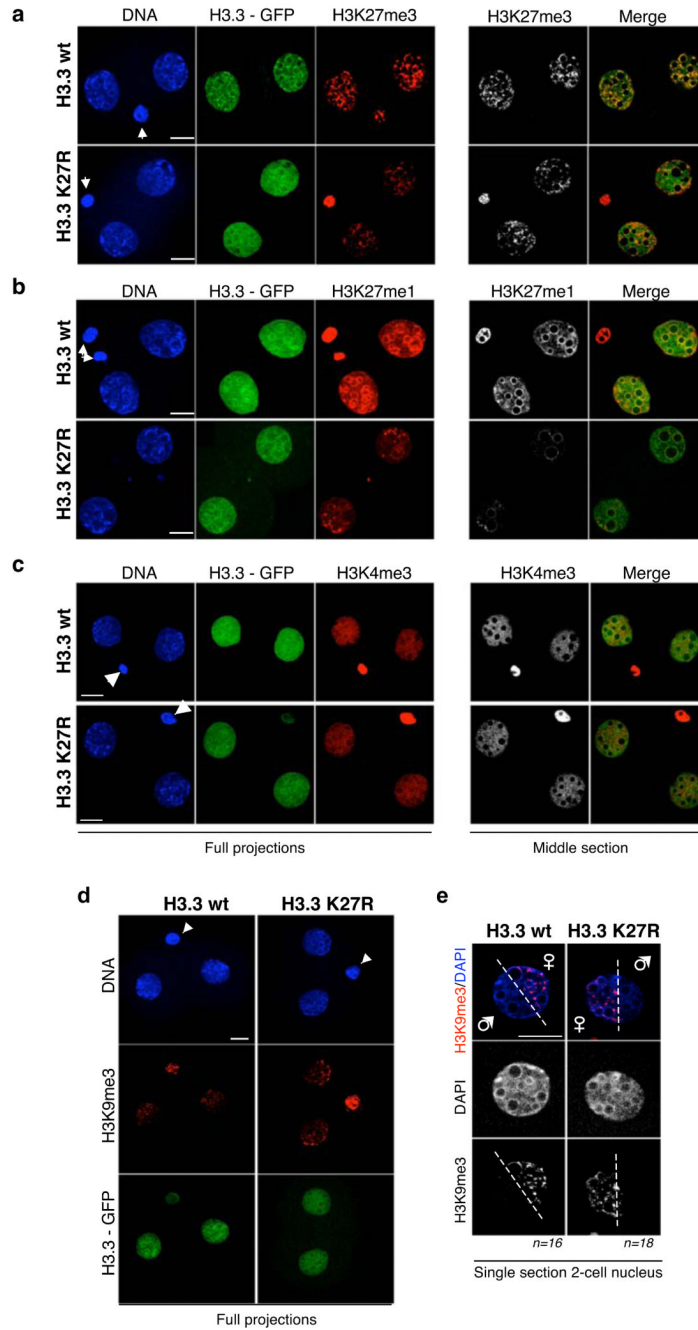 a
DNA H3.3 - GFP H3K27me3 H3K27me3 Merge
H3.3 wt
H3.3 K27R
b
DNA H3.3 - GFP H3K27me1 H3K27me1 Merge
H3.3 wt
H3.3 K27R
c
DNA H3.3 - GFP H3K4me3 H3K4me3 Merge
H3.3 wt
H3.3 K27R
Full projections Middle section
d
H3.3 wt H3.3 K27R
DNA
H3K9me3
H3.3 - GFP
Full projections
e
H3.3 wt H3.3 K27R
H3K9me3/DAPI
♀ ♂
♂ ♀
DAPI
H3K9me3
n=16 n=18
Single section 2-cell nucleus